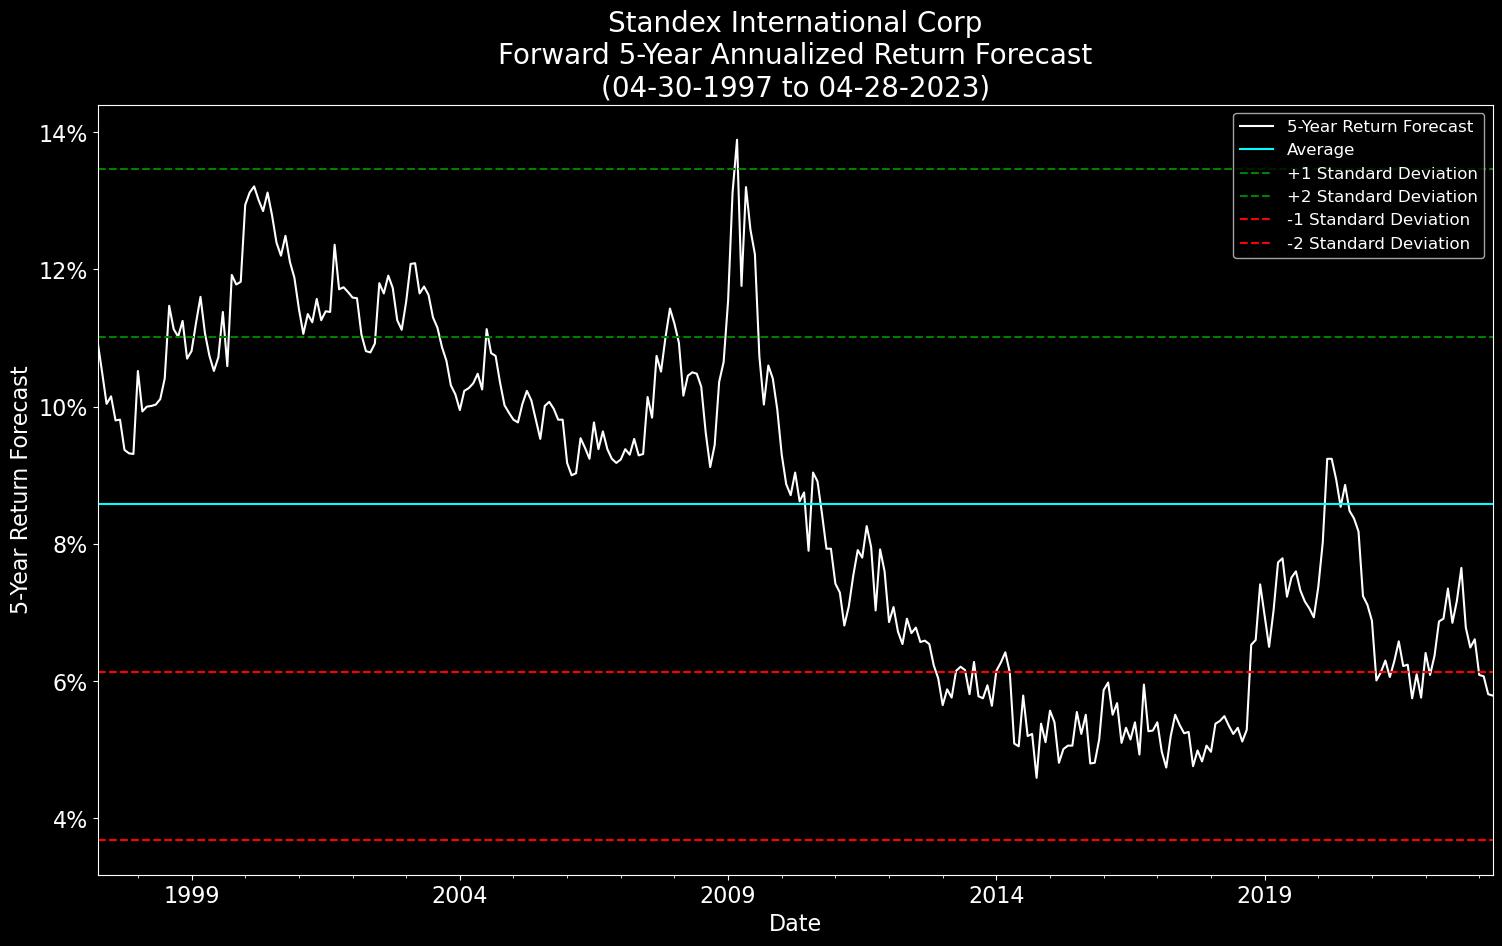 Standex International Corp
Forward 5-Year Annualized Return Forecast
(04-30-1997 to 04-28-2023)
5-Year Return Forecast
14%
12%
10%
8%
6%
4%
5-Year Return Forecast
Average
+1 Standard Deviation
+2 Standard Deviation
-1 Standard Deviation
-2 Standard Deviation
1999
2004
2009
2014
2019
Date